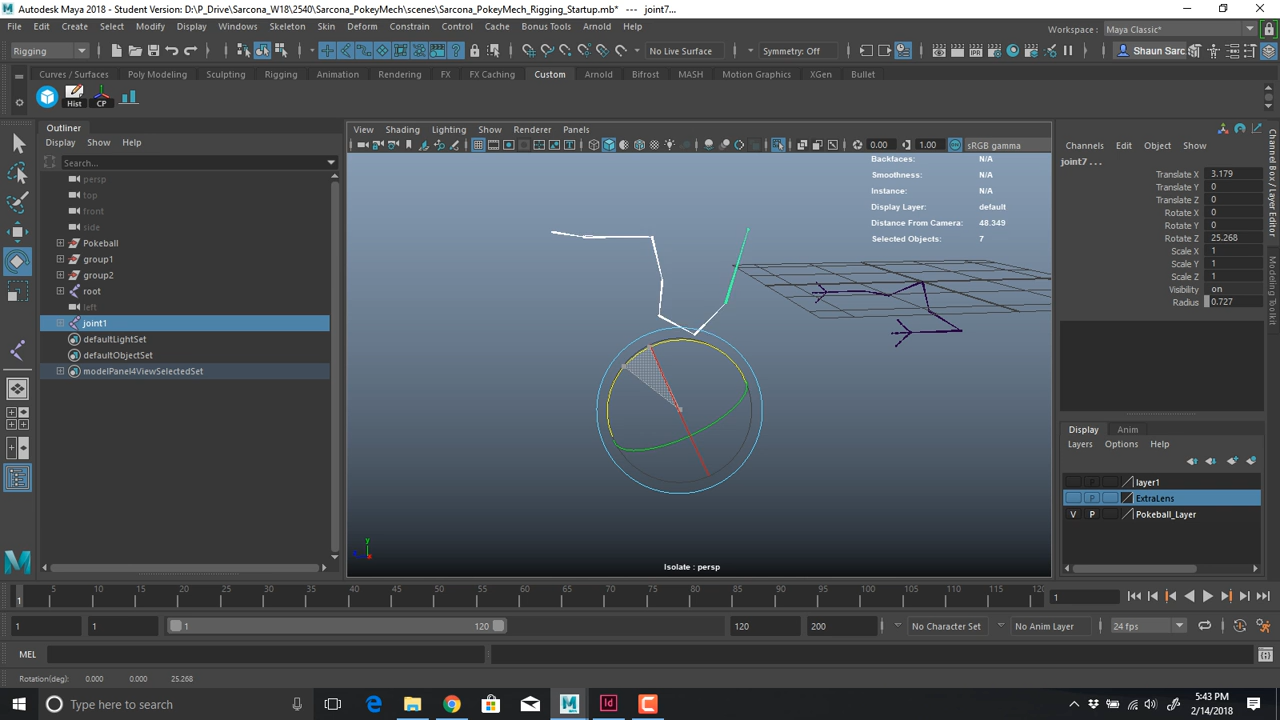 Autodesk Maya 2018 - Student Version: D:\P_Drive\Sarcona_W18\2540\Sarcona_PokeyMech\scenes\Sarcona_PokeyMech_Rigging_Startup.mb* --- joint7...
File Edit Create Select Modify Display Windows Skeleton Skin Deform Constrain Control Cache Bonus Tools Arnold Help
Workspace : Maya Classic*
Rigging No Live Surface Symmetry: Off Shaun Sarc
Curves / Surfaces Poly Modeling Sculpting Rigging Animation Rendering FX FX Caching Custom Arnold Bifrost MASH Motion Graphics XGen Bullet
Hist CP
Outliner
Display Show Help
Search...
persp
top
front
side
Pokeball
group1
group2
root
left
joint1
defaultLightSet
defaultObjectSet
modelPanel4ViewSelectedSet
View Shading Lighting Show Renderer Panels
0.00 1.00 sRGB gamma
Backfaces: N/A
Smoothness: N/A
Instance: N/A
Display Layer: default
Distance From Camera: 48.349
Selected Objects: 7
y
Isolate : persp
Channels Edit Object Show
joint7 ...
Translate X 3.179
Translate Y 0
Translate Z 0
Rotate X 0
Rotate Y 0
Rotate Z 25.268
Scale X 1
Scale Y 1
Scale Z 1
Visibility on
Radius 0.727
Channel Box / Layer Editor
Modeling Toolkit
Display Anim
Layers Options Help
P layer1
P ExtraLens
V P Pokeball_Layer
5 10 15 20 25 30 35 40 45 50 55 60 65 70 75 80 85 90 95 100 105 110 115 120
1 1
1 1 1 120 120 200 No Character Set No Anim Layer 24 fps
MEL
Rotation(deg): 0.000 0.000 25.268
Type here to search
5:43 PM
2/14/2018